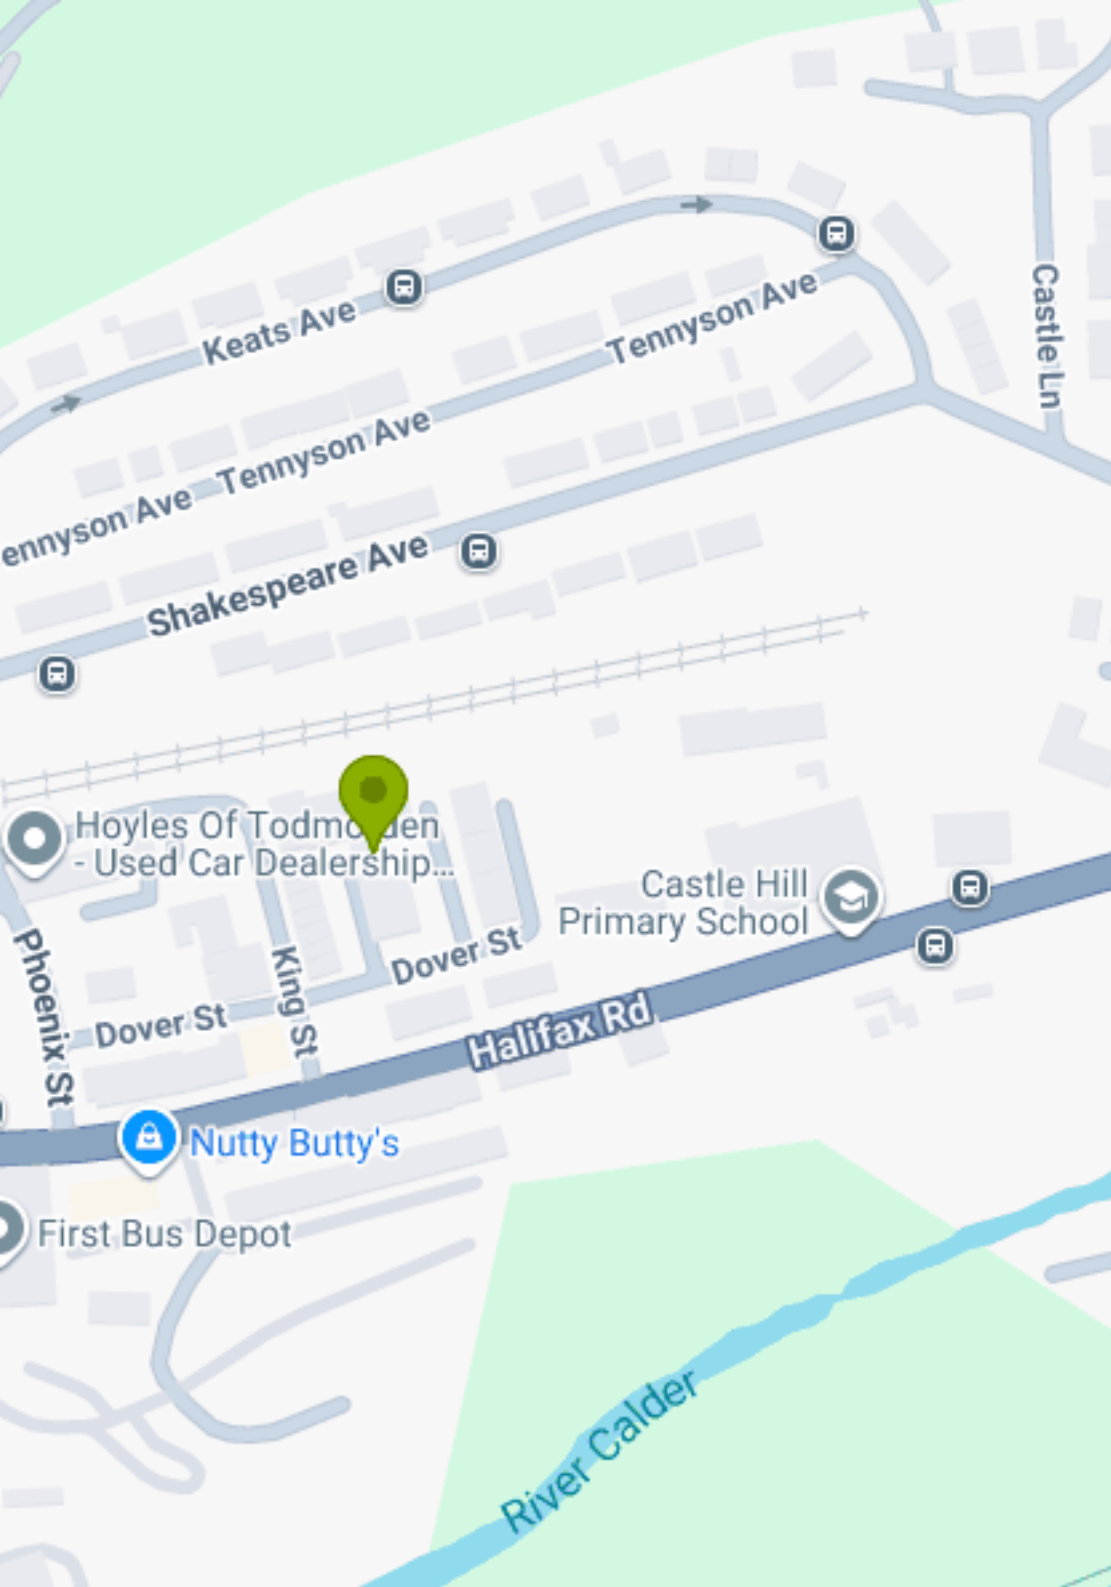 Keats Ave
Castle Ln
Tennyson Ave
Tennyson Ave
ennyson Ave
Shakespeare Ave
Hoyles Of Todmorden
- Used Car Dealership...
Castle Hill
Primary School
Phoenix St
King St
Dover St
Dover St
Halifax Rd
Nutty Butty's
First Bus Depot
River Calder